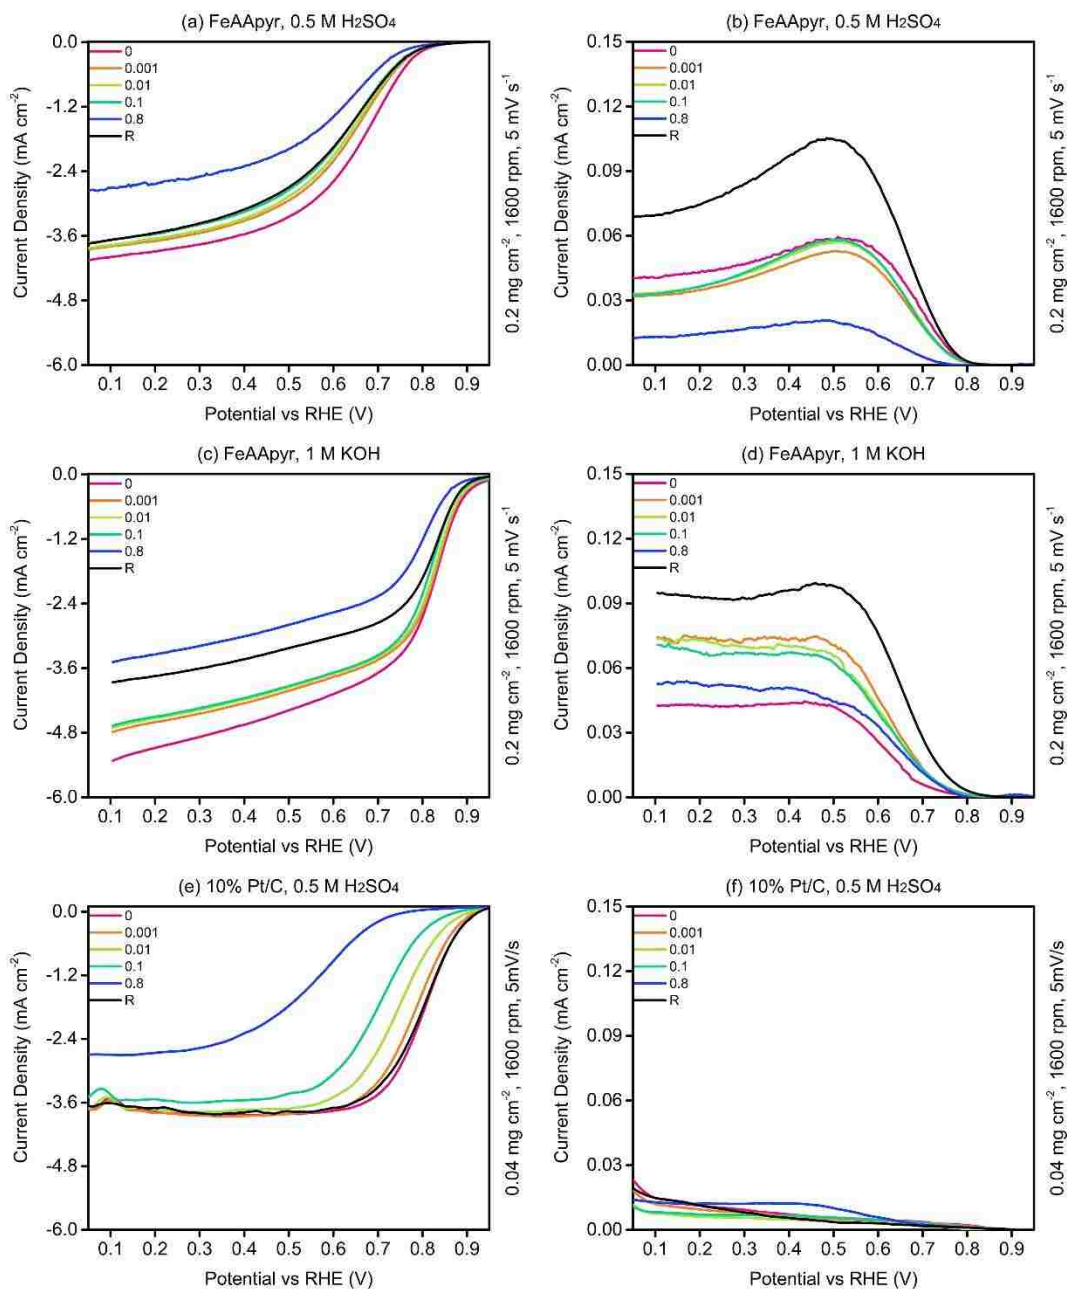 (a) FeAApyr, 0.5 M H₂SO₄
0.0
-1.2
-2.4
-3.6
-4.8
-6.0
Current Density (mA cm⁻²)
0
0.001
0.01
0.1
0.8
R
0.2 mg cm⁻², 1600 rpm, 5 mV s⁻¹
0.1 0.2 0.3 0.4 0.5 0.6 0.7 0.8 0.9
Potential vs RHE (V)
(b) FeAApyr, 0.5 M H₂SO₄
0.15
0.12
0.09
0.06
0.03
0.00
Current Density (mA cm⁻²)
0
0.001
0.01
0.1
0.8
R
0.2 mg cm⁻², 1600 rpm, 5 mV s⁻¹
0.1 0.2 0.3 0.4 0.5 0.6 0.7 0.8 0.9
Potential vs RHE (V)
(c) FeAApyr, 1 M KOH
0.0
-1.2
-2.4
-3.6
-4.8
-6.0
Current Density (mA cm⁻²)
0
0.001
0.01
0.1
0.8
R
0.2 mg cm⁻², 1600 rpm, 5 mV s⁻¹
0.1 0.2 0.3 0.4 0.5 0.6 0.7 0.8 0.9
Potential vs RHE (V)
(d) FeAApyr, 1 M KOH
0.15
0.12
0.09
0.06
0.03
0.00
Current Density (mA cm⁻²)
0
0.001
0.01
0.1
0.8
R
0.2 mg cm⁻², 1600 rpm, 5 mV s⁻¹
0.1 0.2 0.3 0.4 0.5 0.6 0.7 0.8 0.9
Potential vs RHE (V)
(e) 10% Pt/C, 0.5 M H₂SO₄
0.0
-1.2
-2.4
-3.6
-4.8
-6.0
Current Density (mA cm⁻²)
0
0.001
0.01
0.1
0.8
R
0.04 mg cm⁻², 1600 rpm, 5mV/s
0.1 0.2 0.3 0.4 0.5 0.6 0.7 0.8 0.9
Potential vs RHE (V)
(f) 10% Pt/C, 0.5 M H₂SO₄
0.15
0.12
0.09
0.06
0.03
0.00
Current Density (mA cm⁻²)
0
0.001
0.01
0.1
0.8
R
0.04 mg cm⁻², 1600 rpm, 5mV/s
0.1 0.2 0.3 0.4 0.5 0.6 0.7 0.8 0.9
Potential vs RHE (V)